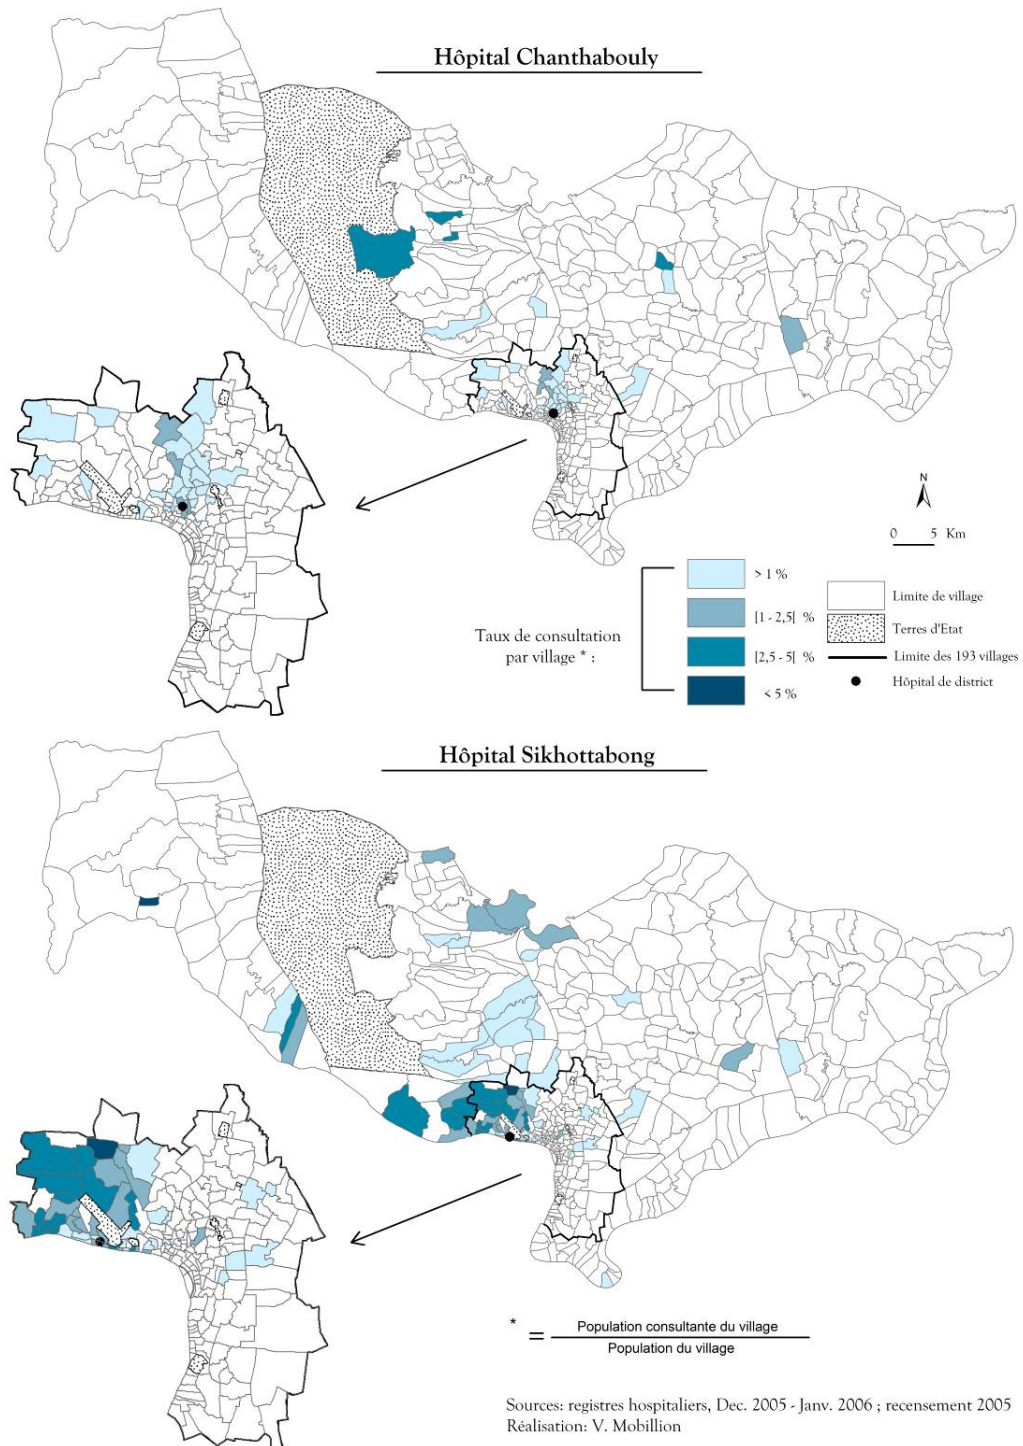 Hôpital Chanthabouly
N
0 5 Km
Taux de consultation
par village * :
> 1 %
[1 - 2,5[ %
[2,5 - 5[ %
< 5 %
Limite de village
Terres d'Etat
Limite des 193 villages
Hôpital de district
Hôpital Sikhottabong
* = Population consultante du village
Population du village
Sources: registres hospitaliers, Dec. 2005 - Janv. 2006 ; recensement 2005
Réalisation: V. Mobillion